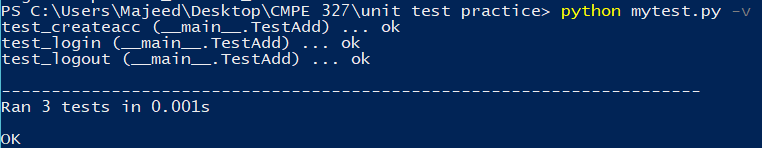 PS C:\Users\Majeed\Desktop\CMPE 327\unit test practice> python mytest.py -v
test_createacc (__main__.TestAdd) ... ok
test_login (__main__.TestAdd) ... ok
test_logout (__main__.TestAdd) ... ok
----------------------------------------------------------------------
Ran 3 tests in 0.001s
OK